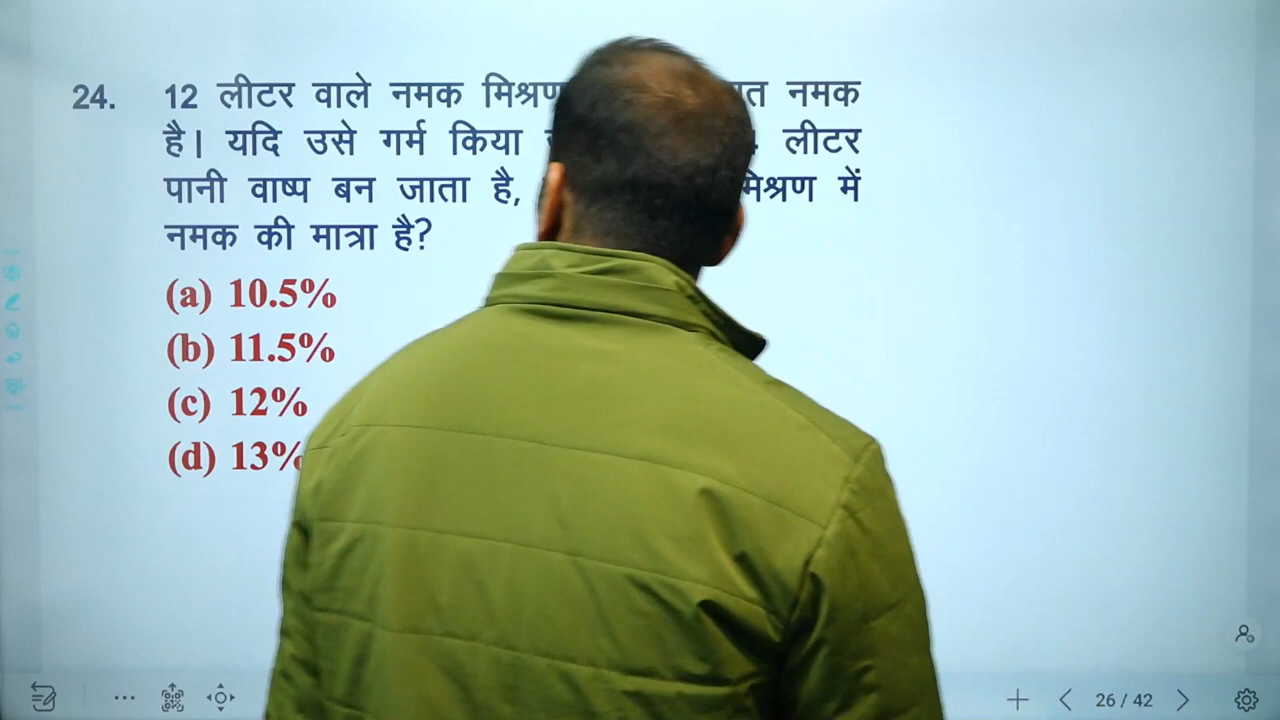 24. 12 लीटर वाले नमक नमक
है। यदि उसे गर्म किया लीटर
पानी वाष्प बन जाता है, मिश्रण में
नमक की मात्रा है?
(a) 10.5%
(b) 11.5%
(c) 12%
(d) 13%
26 / 42